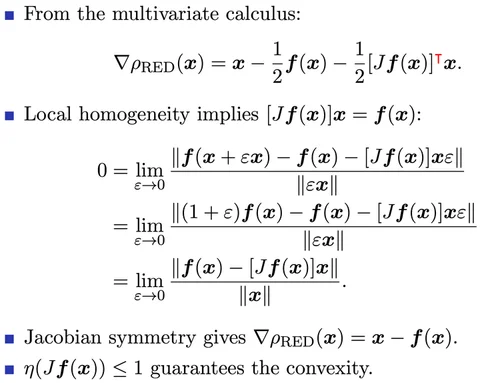 ■ From the multivariate calculus:
∇ρ_RED(x) = x − 1/2 f(x) − 1/2 [Jf(x)]^⊤ x.
■ Local homogeneity implies [Jf(x)]x = f(x):
0 = lim_{ε→0} ‖f(x + εx) − f(x) − [Jf(x)]xε‖ / ‖εx‖
= lim_{ε→0} ‖(1 + ε)f(x) − f(x) − [Jf(x)]xε‖ / ‖εx‖
= lim_{ε→0} ‖f(x) − [Jf(x)]x‖ / ‖x‖.
■ Jacobian symmetry gives ∇ρ_RED(x) = x − f(x).
■ η(Jf(x)) ≤ 1 guarantees the convexity.